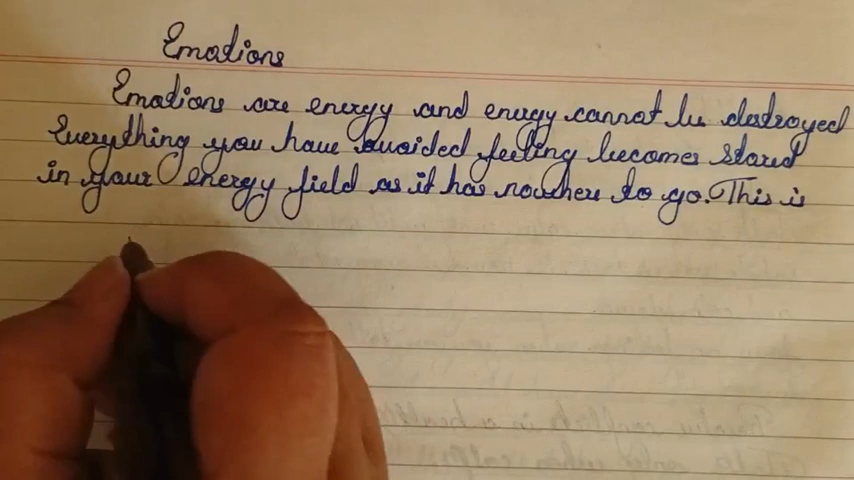 Emotions
Emotions are energy and energy cannot be destroyed
Everything you have avoided feeling becomes stored
in your energy field as it has nowhere to go. This is